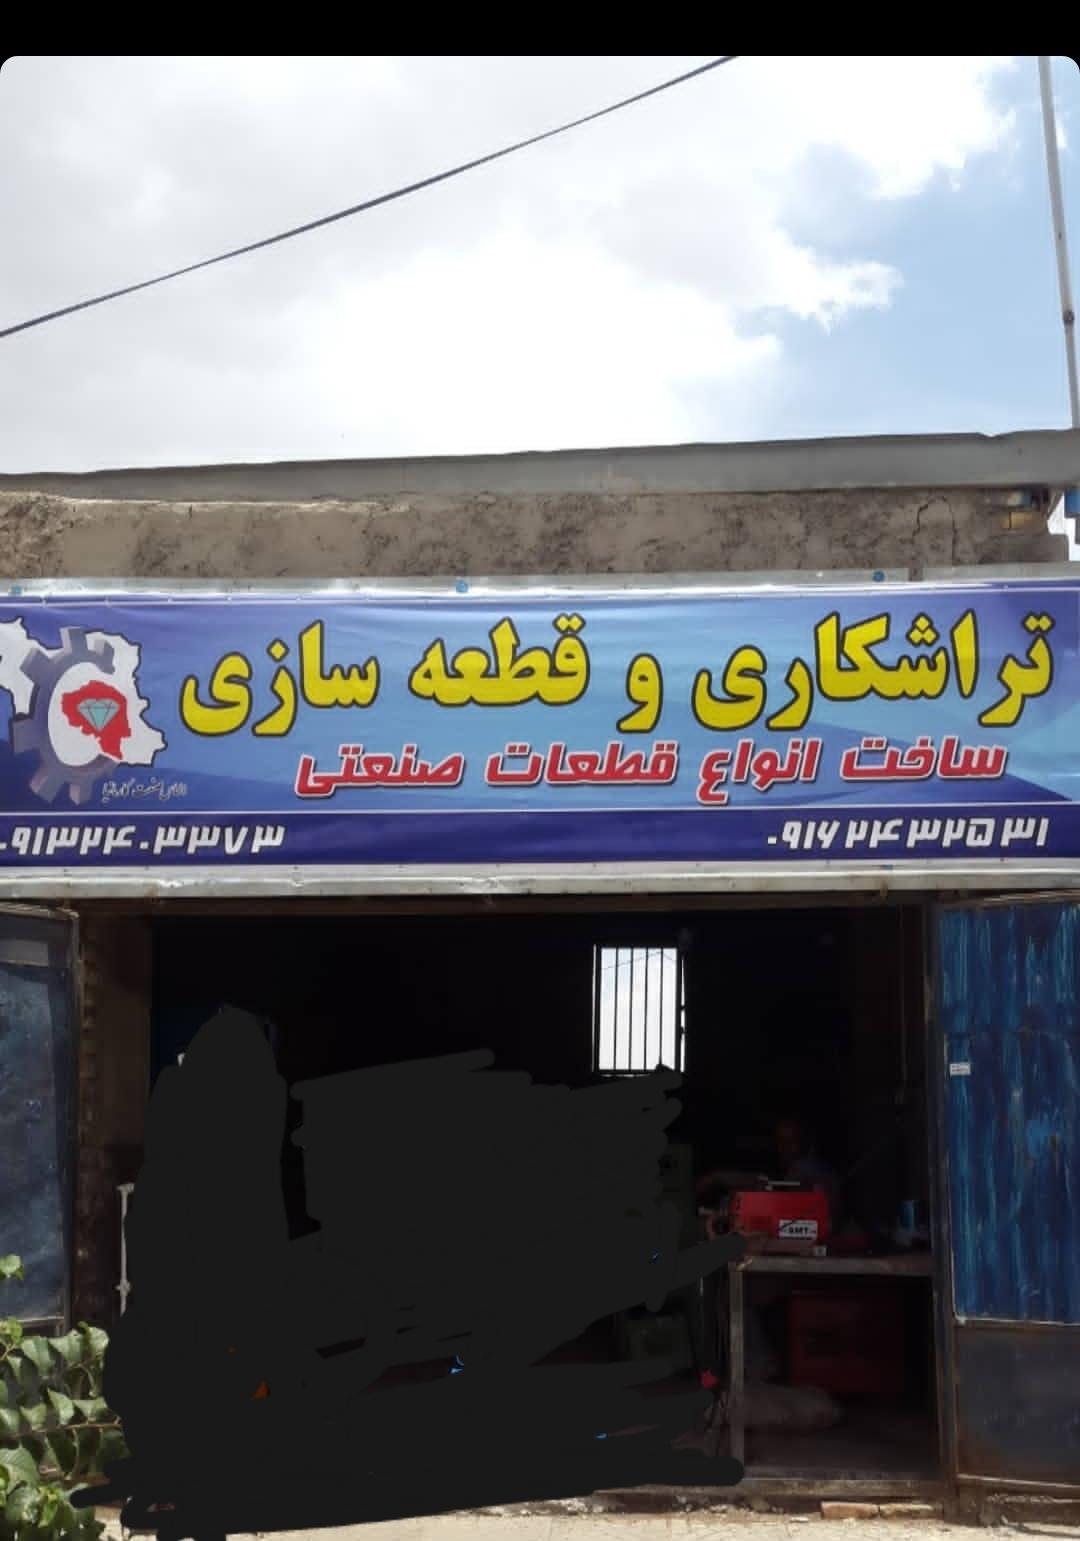 تراشکاری و قطعه سازی
ساخت انواع قطعات صنعتی
۰۹۱۶۲۴۳۲۵۳۱
۰۹۱۳۲۴۰۳۳۷۳